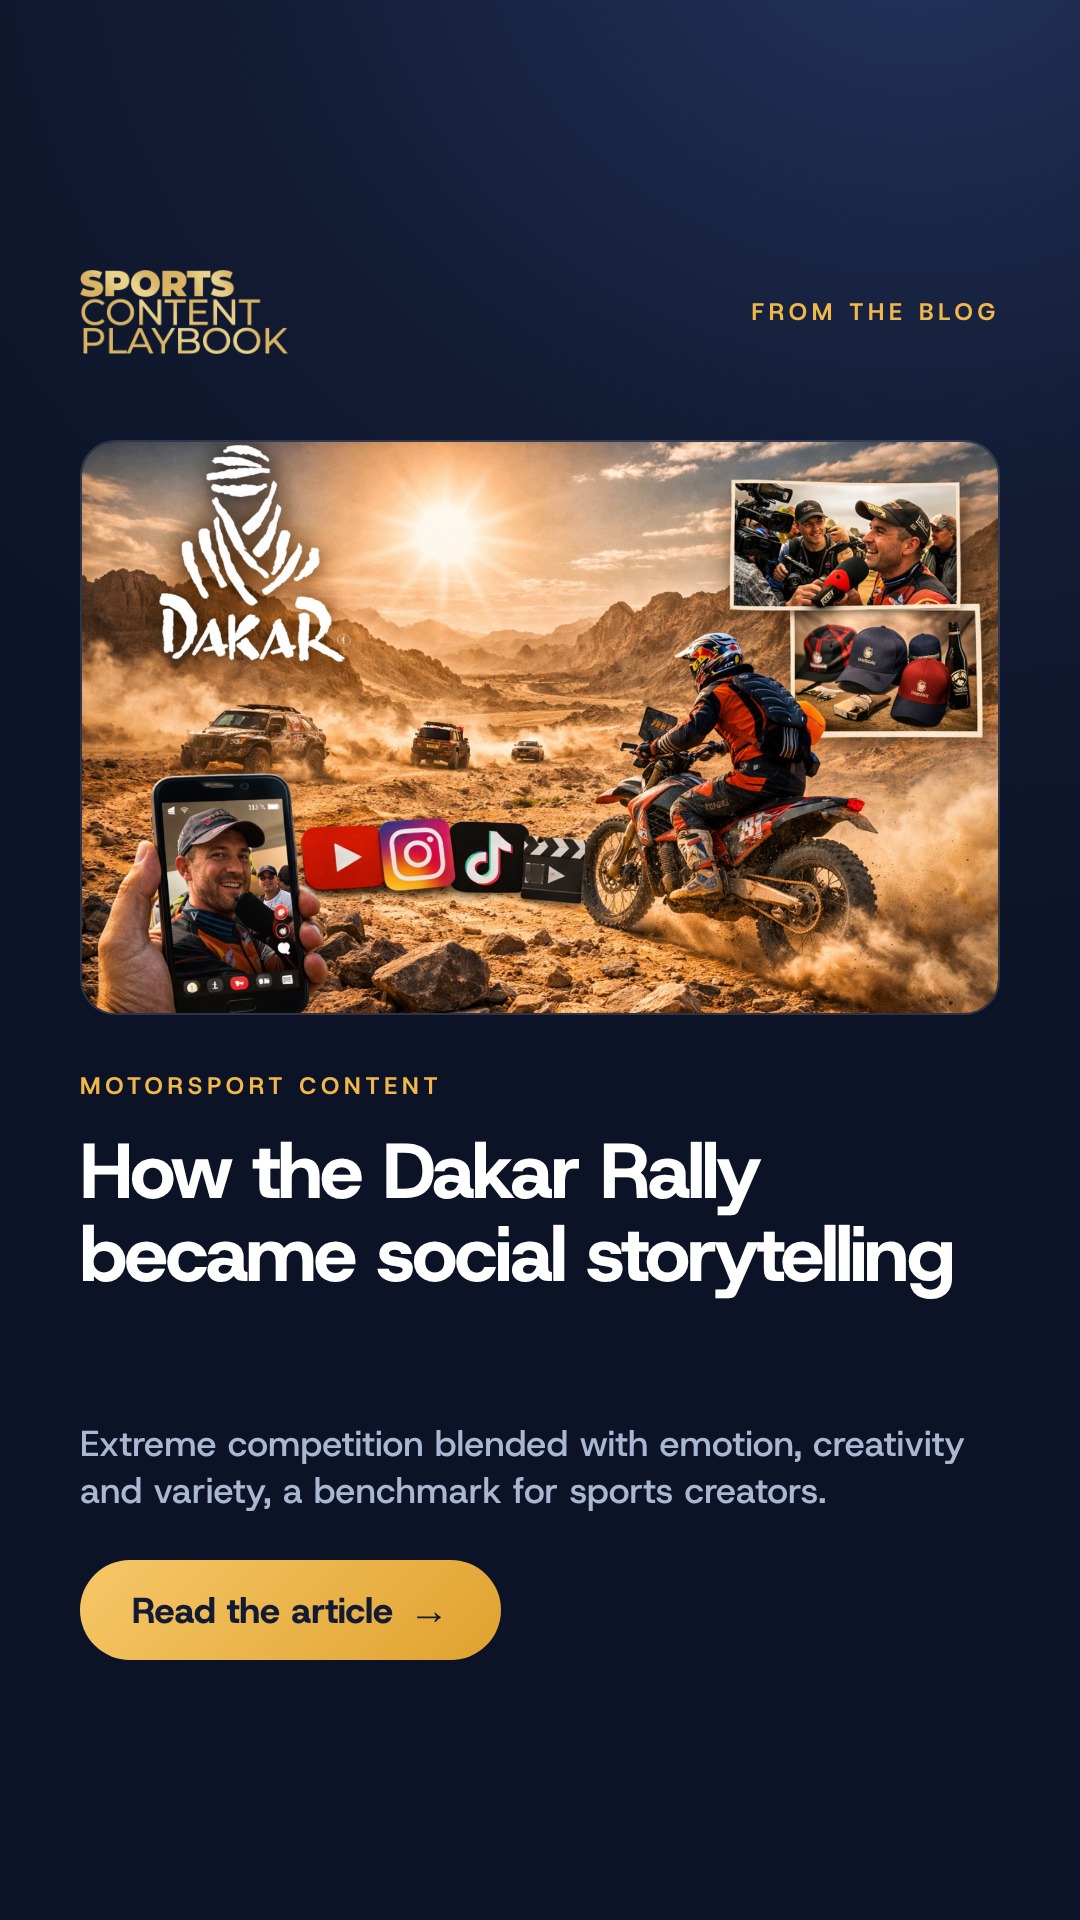 SPORTS
CONTENT
PLAYBOOK
FROM THE BLOG
DAKAR
MOTORSPORT CONTENT
How the Dakar Rally
became social storytelling
Extreme competition blended with emotion, creativity
and variety, a benchmark for sports creators.
Read the article →